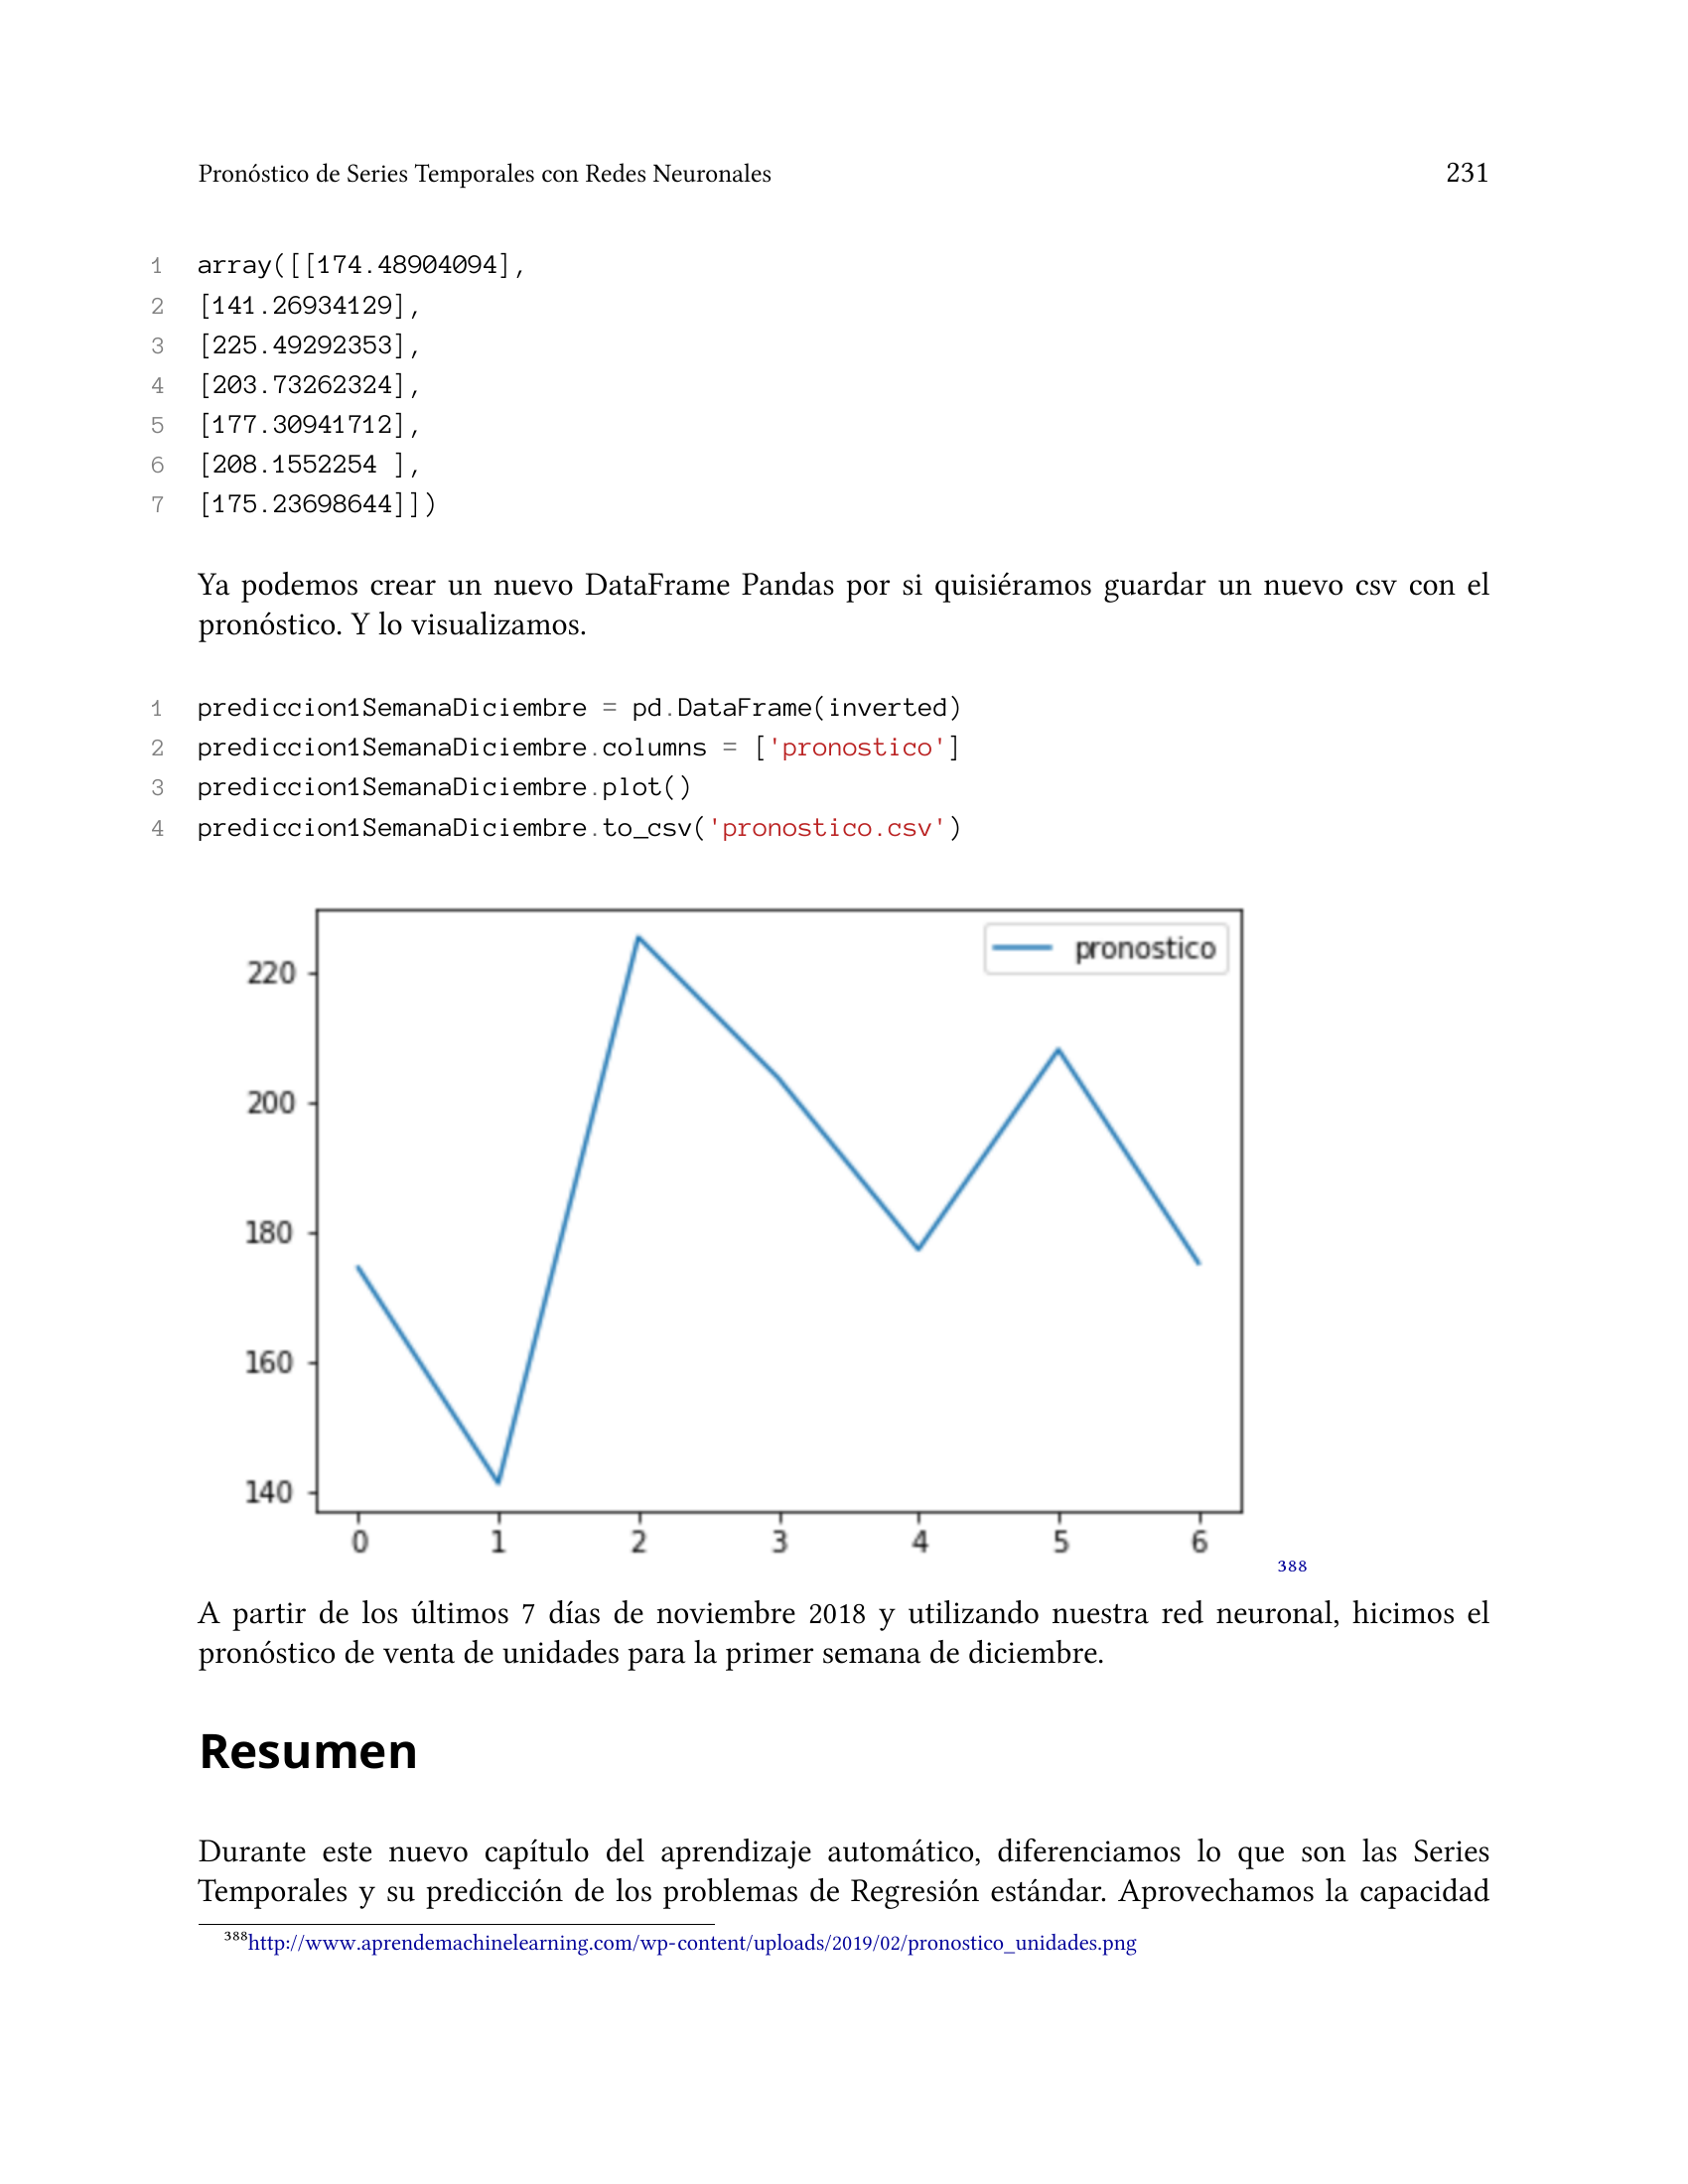 Pronóstico de Series Temporales con Redes Neuronales 231
1 array([[174.48904094],
2 [141.26934129],
3 [225.49292353],
4 [203.73262324],
5 [177.30941712],
6 [208.1552254 ],
7 [175.23698644]])
Ya podemos crear un nuevo DataFrame Pandas por si quisiéramos guardar un nuevo csv con el
pronóstico. Y lo visualizamos.
1 prediccion1SemanaDiciembre = pd.DataFrame(inverted)
2 prediccion1SemanaDiciembre.columns = ['pronostico']
3 prediccion1SemanaDiciembre.plot()
4 prediccion1SemanaDiciembre.to_csv('pronostico.csv')
pronostico
220
200
180
160
140
0 1 2 3 4 5 6
388
A partir de los últimos 7 días de noviembre 2018 y utilizando nuestra red neuronal, hicimos el
pronóstico de venta de unidades para la primer semana de diciembre.
Resumen
Durante este nuevo capítulo del aprendizaje automático, diferenciamos lo que son las Series
Temporales y su predicción de los problemas de Regresión estándar. Aprovechamos la capacidad
388http://www.aprendemachinelearning.com/wp-content/uploads/2019/02/pronostico_unidades.png